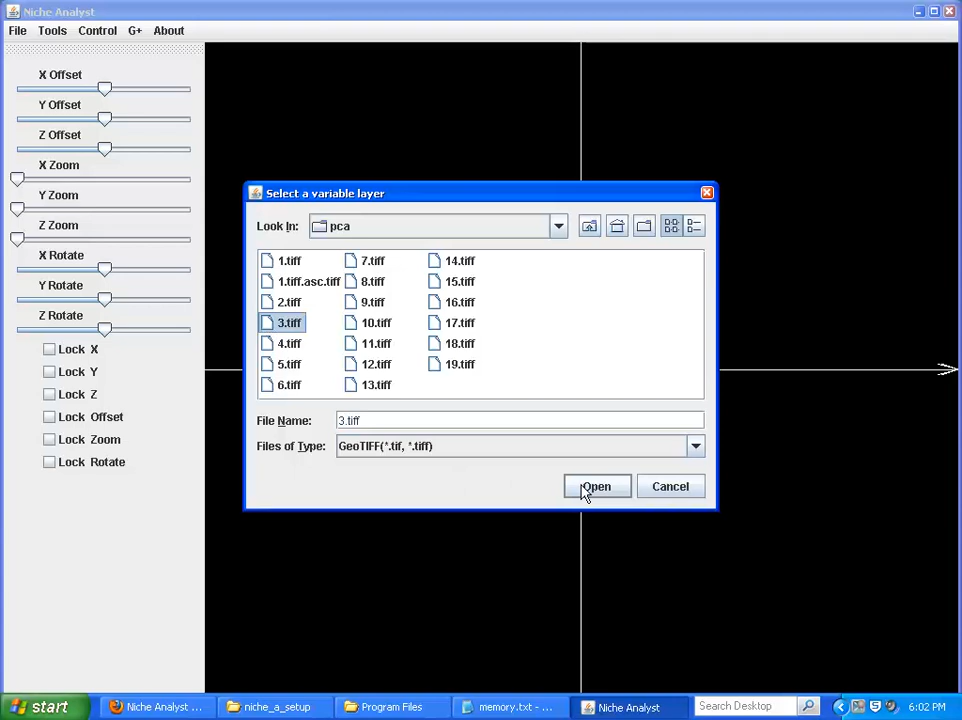 Niche Analyst
File Tools Control G+ About
X Offset
Y Offset
Z Offset
X Zoom
Y Zoom
Z Zoom
X Rotate
Y Rotate
Z Rotate
Lock X
Lock Y
Lock Z
Lock Offset
Lock Zoom
Lock Rotate
Select a variable layer
Look In: pca
1.tiff 7.tiff 14.tiff
1.tiff.asc.tiff 8.tiff 15.tiff
2.tiff 9.tiff 16.tiff
3.tiff 10.tiff 17.tiff
4.tiff 11.tiff 18.tiff
5.tiff 12.tiff 19.tiff
6.tiff 13.tiff
File Name: 3.tiff
Files of Type: GeoTIFF(*.tif, *.tiff)
Open Cancel
start Niche Analyst ... niche_a_setup Program Files memory.txt - ... Niche Analyst Search Desktop 6:02 PM